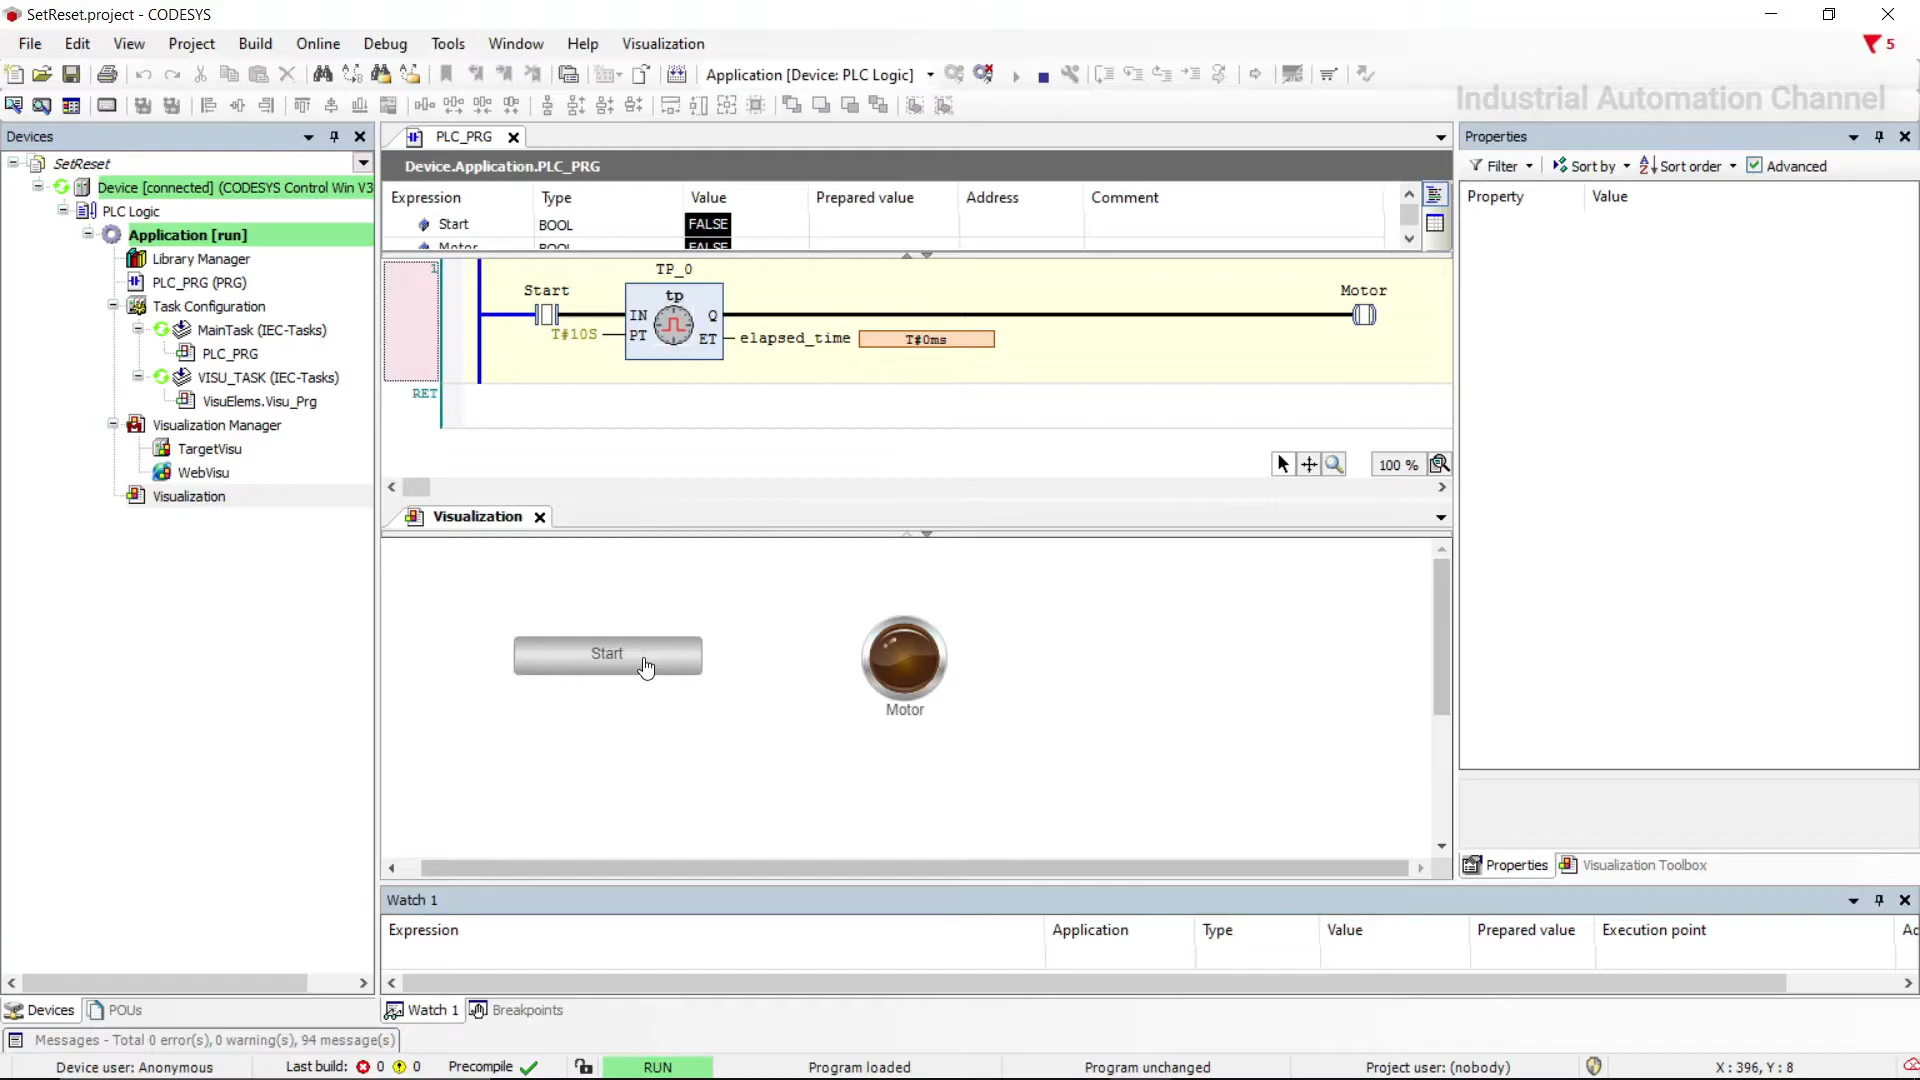 SetReset.project - CODESYS
File Edit View Project Build Online Debug Tools Window Help Visualization
5
Application [Device: PLC Logic]
Industrial Automation Channel
Devices
SetReset
Device [connected] (CODESYS Control Win V3
PLC Logic
Application [run]
Library Manager
PLC_PRG (PRG)
Task Configuration
MainTask (IEC-Tasks)
PLC_PRG
VISU_TASK (IEC-Tasks)
VisuElems.Visu_Prg
Visualization Manager
TargetVisu
WebVisu
Visualization
Devices POUs
PLC_PRG
Device.Application.PLC_PRG
Expression Type Value Prepared value Address Comment
Start BOOL FALSE
Motor BOOL FALSE
1
TP_0
Start tp Motor
IN Q
T#10S PT ET elapsed_time T#0ms
RET
100 %
Visualization
Start
Motor
Properties
Filter Sort by Sort order Advanced
Property Value
Properties Visualization Toolbox
Watch 1
Expression Application Type Value Prepared value Execution point Ad
Watch 1 Breakpoints
Messages - Total 0 error(s), 0 warning(s), 94 message(s)
Device user: Anonymous Last build: 0 0 Precompile RUN Program loaded Program unchanged Project user: (nobody) X: 396, Y: 8